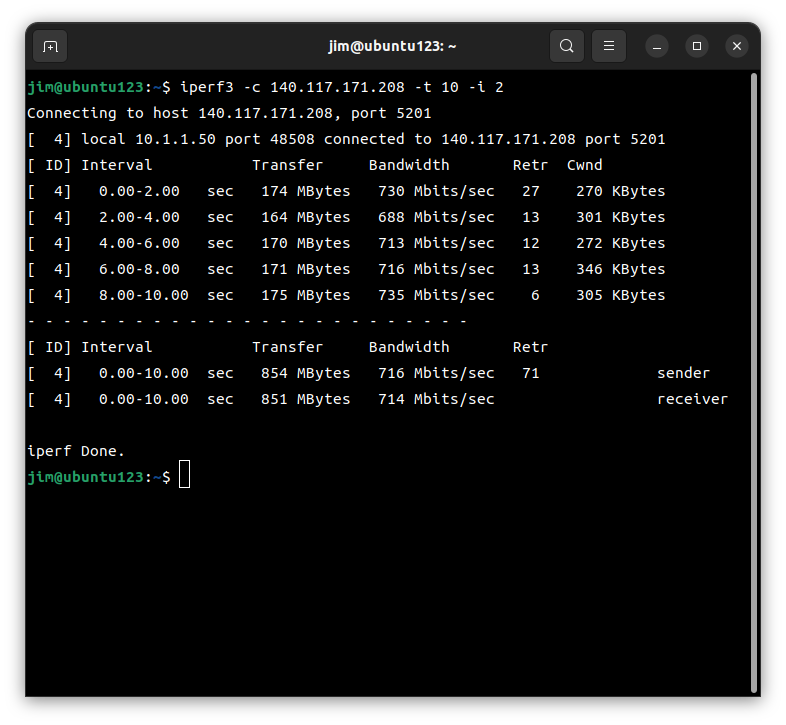 jim@ubuntu123: ~
jim@ubuntu123:~$ iperf3 -c 140.117.171.208 -t 10 -i 2
Connecting to host 140.117.171.208, port 5201
[  4] local 10.1.1.50 port 48508 connected to 140.117.171.208 port 5201
[ ID] Interval           Transfer     Bandwidth       Retr  Cwnd
[  4]   0.00-2.00   sec   174 MBytes   730 Mbits/sec   27    270 KBytes
[  4]   2.00-4.00   sec   164 MBytes   688 Mbits/sec   13    301 KBytes
[  4]   4.00-6.00   sec   170 MBytes   713 Mbits/sec   12    272 KBytes
[  4]   6.00-8.00   sec   171 MBytes   716 Mbits/sec   13    346 KBytes
[  4]   8.00-10.00  sec   175 MBytes   735 Mbits/sec    6    305 KBytes
- - - - - - - - - - - - - - - - - - - - - - - - -
[ ID] Interval           Transfer     Bandwidth       Retr
[  4]   0.00-10.00  sec   854 MBytes   716 Mbits/sec   71             sender
[  4]   0.00-10.00  sec   851 MBytes   714 Mbits/sec                  receiver
iperf Done.
jim@ubuntu123:~$